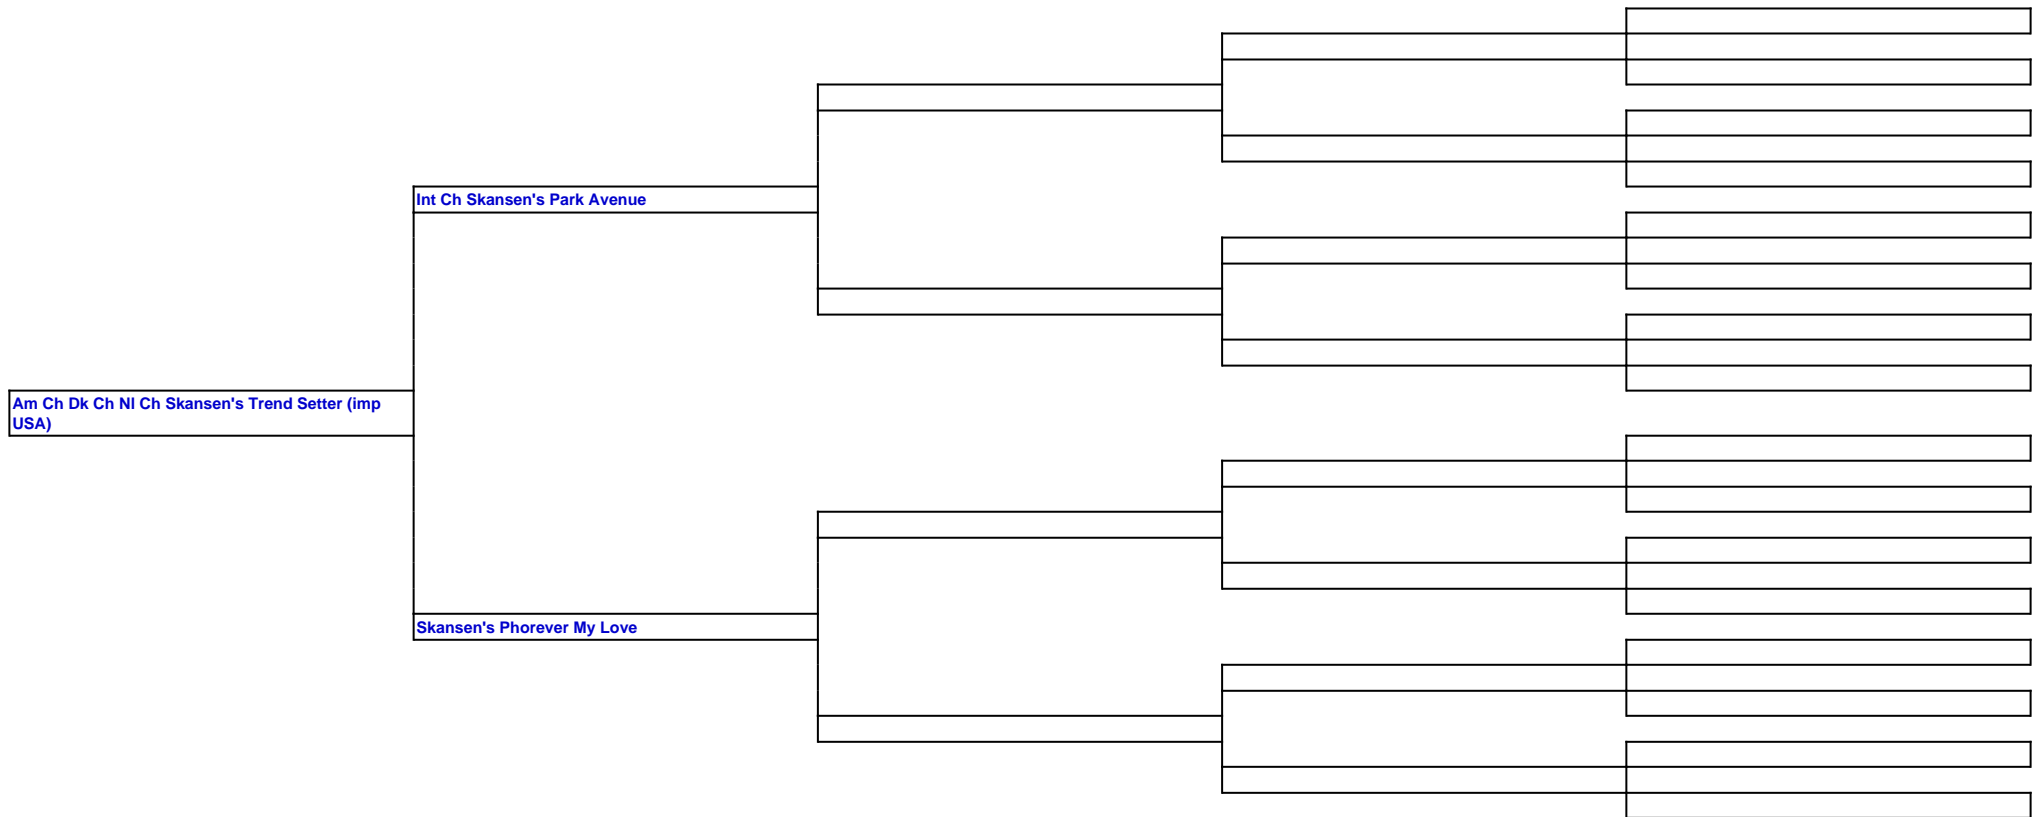 Int Ch Skansen's Park Avenue
Am Ch Dk Ch Nl Ch Skansen's Trend Setter (imp
USA)
Skansen's Phorever My Love